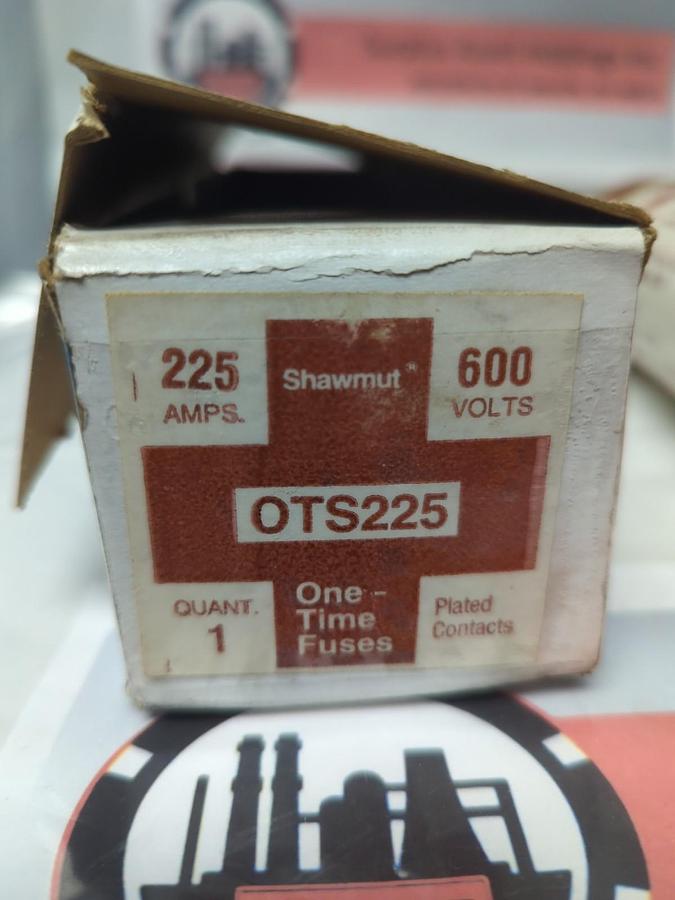 225
AMPS.
Shawmut®
600
VOLTS
OTS225
QUANT.
1
One-
Time
Fuses
Plated
Contacts